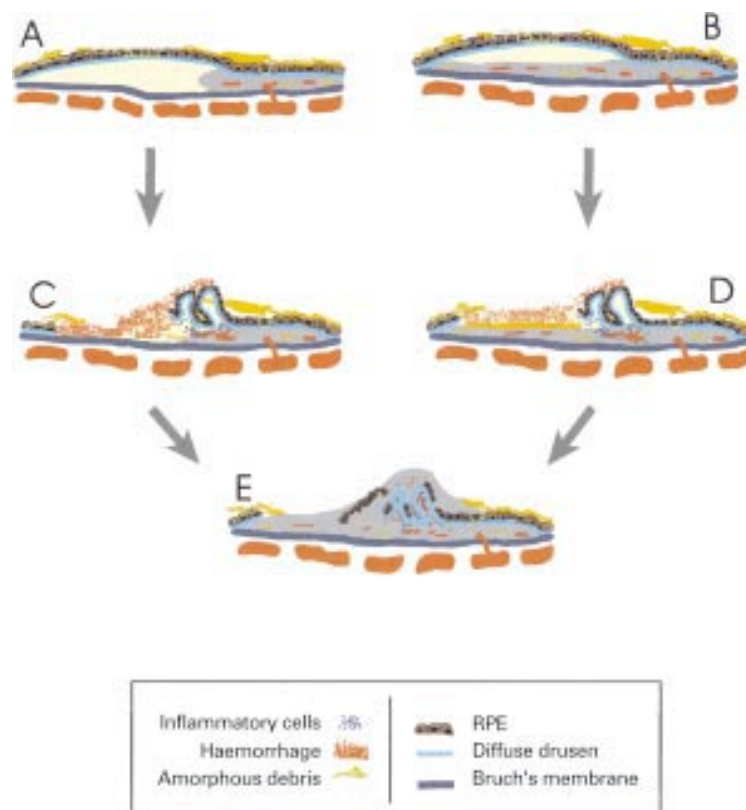 A
B
C
D
E
Inflammatory cells
Haemorrhage
Amorphous debris
RPE
Diffuse drusen
Bruch's membrane